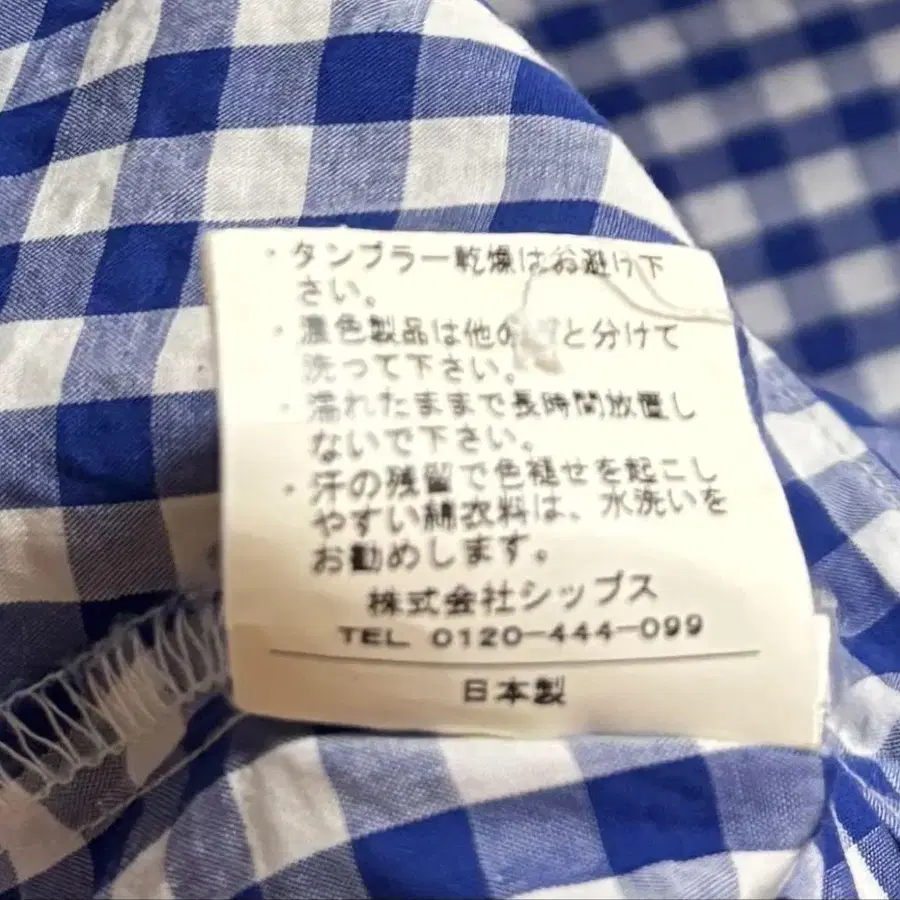 ・タンブラー乾燥はお避け下
さい。
・濃色製品は他の と分けて
洗って下さい。
・濡れたままで長時間放置し
ないで下さい。
・汗の残留で色褪せを起こし
やすい綿衣料は、水洗いを
お勧めします。
株式会社シップス
TEL 0120-444-099
日本製